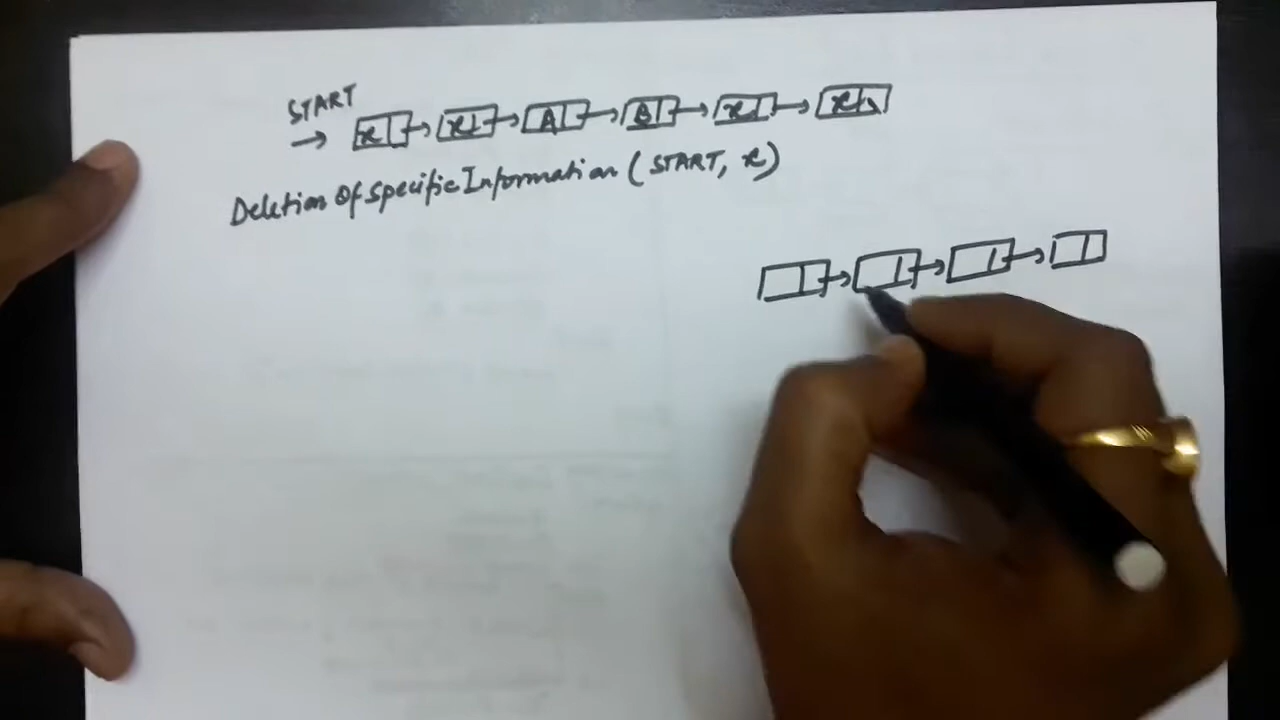 START
x x A B x x
Deletion Of Specific Information (START, x)